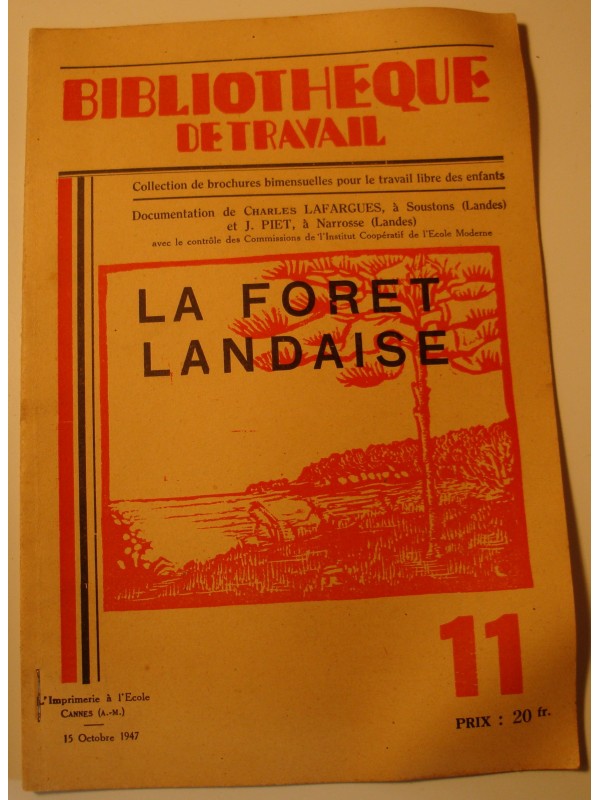 BIBLIOTHEQUE
DE TRAVAIL
Collection de brochures bimensuelles pour le travail libre des enfants
Documentation de CHARLES LAFARGUES, à Soustons (Landes)
et J. PIET, à Narrosse (Landes)
avec le contrôle des Commissions de l'Institut Coopératif de l'Ecole Moderne
LA FORET
LANDAISE
F.R
11
L'Imprimerie à l'Ecole
CANNES (A.-M.)
15 Octobre 1947
PRIX : 20 fr.